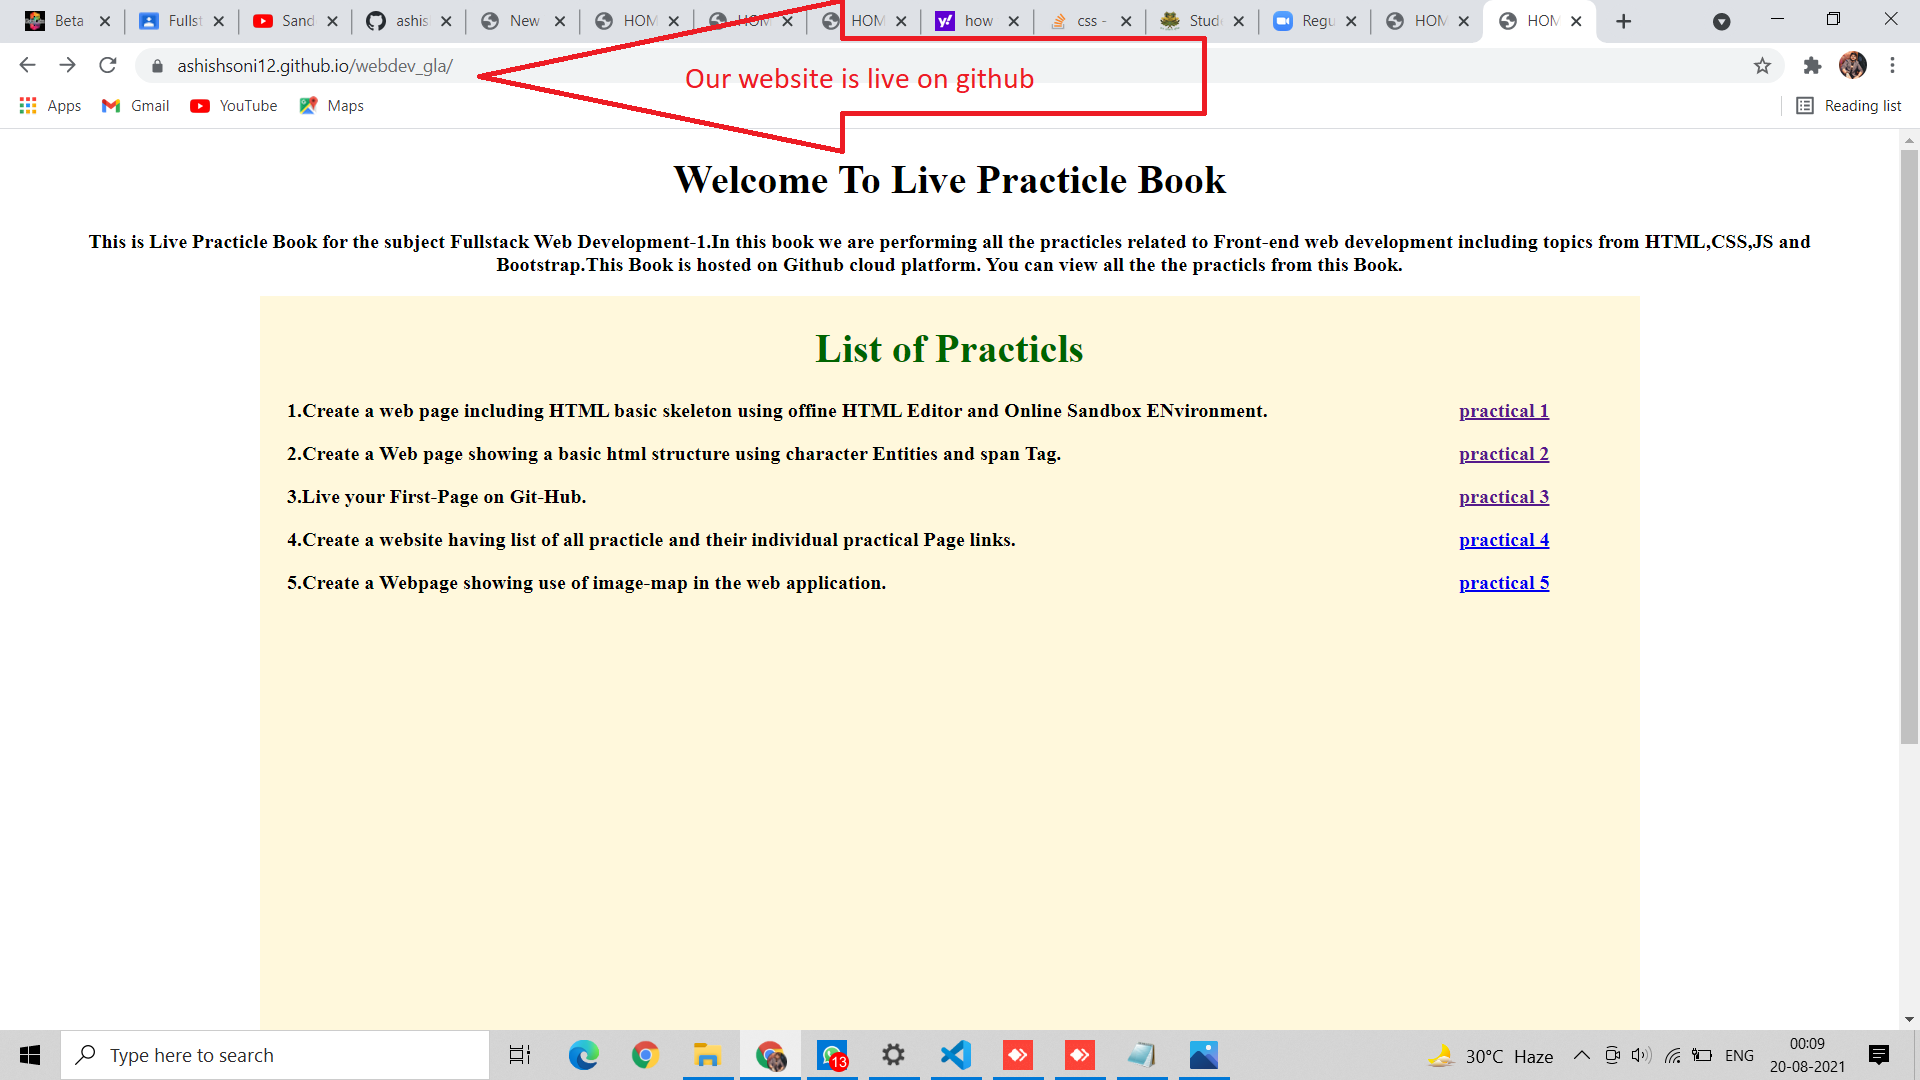 Beta
Fullst
Sand
ashis
New
HOM
HOM
HOM
how
css -
Stud
Regu
HOM
HOM
ashishsoni12.github.io/webdev_gla/
Our website is live on github
Apps
Gmail
YouTube
Maps
Reading list
Welcome To Live Practicle Book
This is Live Practicle Book for the subject Fullstack Web Development-1.In this book we are performing all the practicles related to Front-end web development including topics from HTML,CSS,JS and
Bootstrap.This Book is hosted on Github cloud platform. You can view all the the practicls from this Book.
List of Practicls
1.Create a web page including HTML basic skeleton using offine HTML Editor and Online Sandbox ENvironment. practical 1
2.Create a Web page showing a basic html structure using character Entities and span Tag. practical 2
3.Live your First-Page on Git-Hub. practical 3
4.Create a website having list of all practicle and their individual practical Page links. practical 4
5.Create a Webpage showing use of image-map in the web application. practical 5
Type here to search
13
30°C Haze
ENG
00:09
20-08-2021